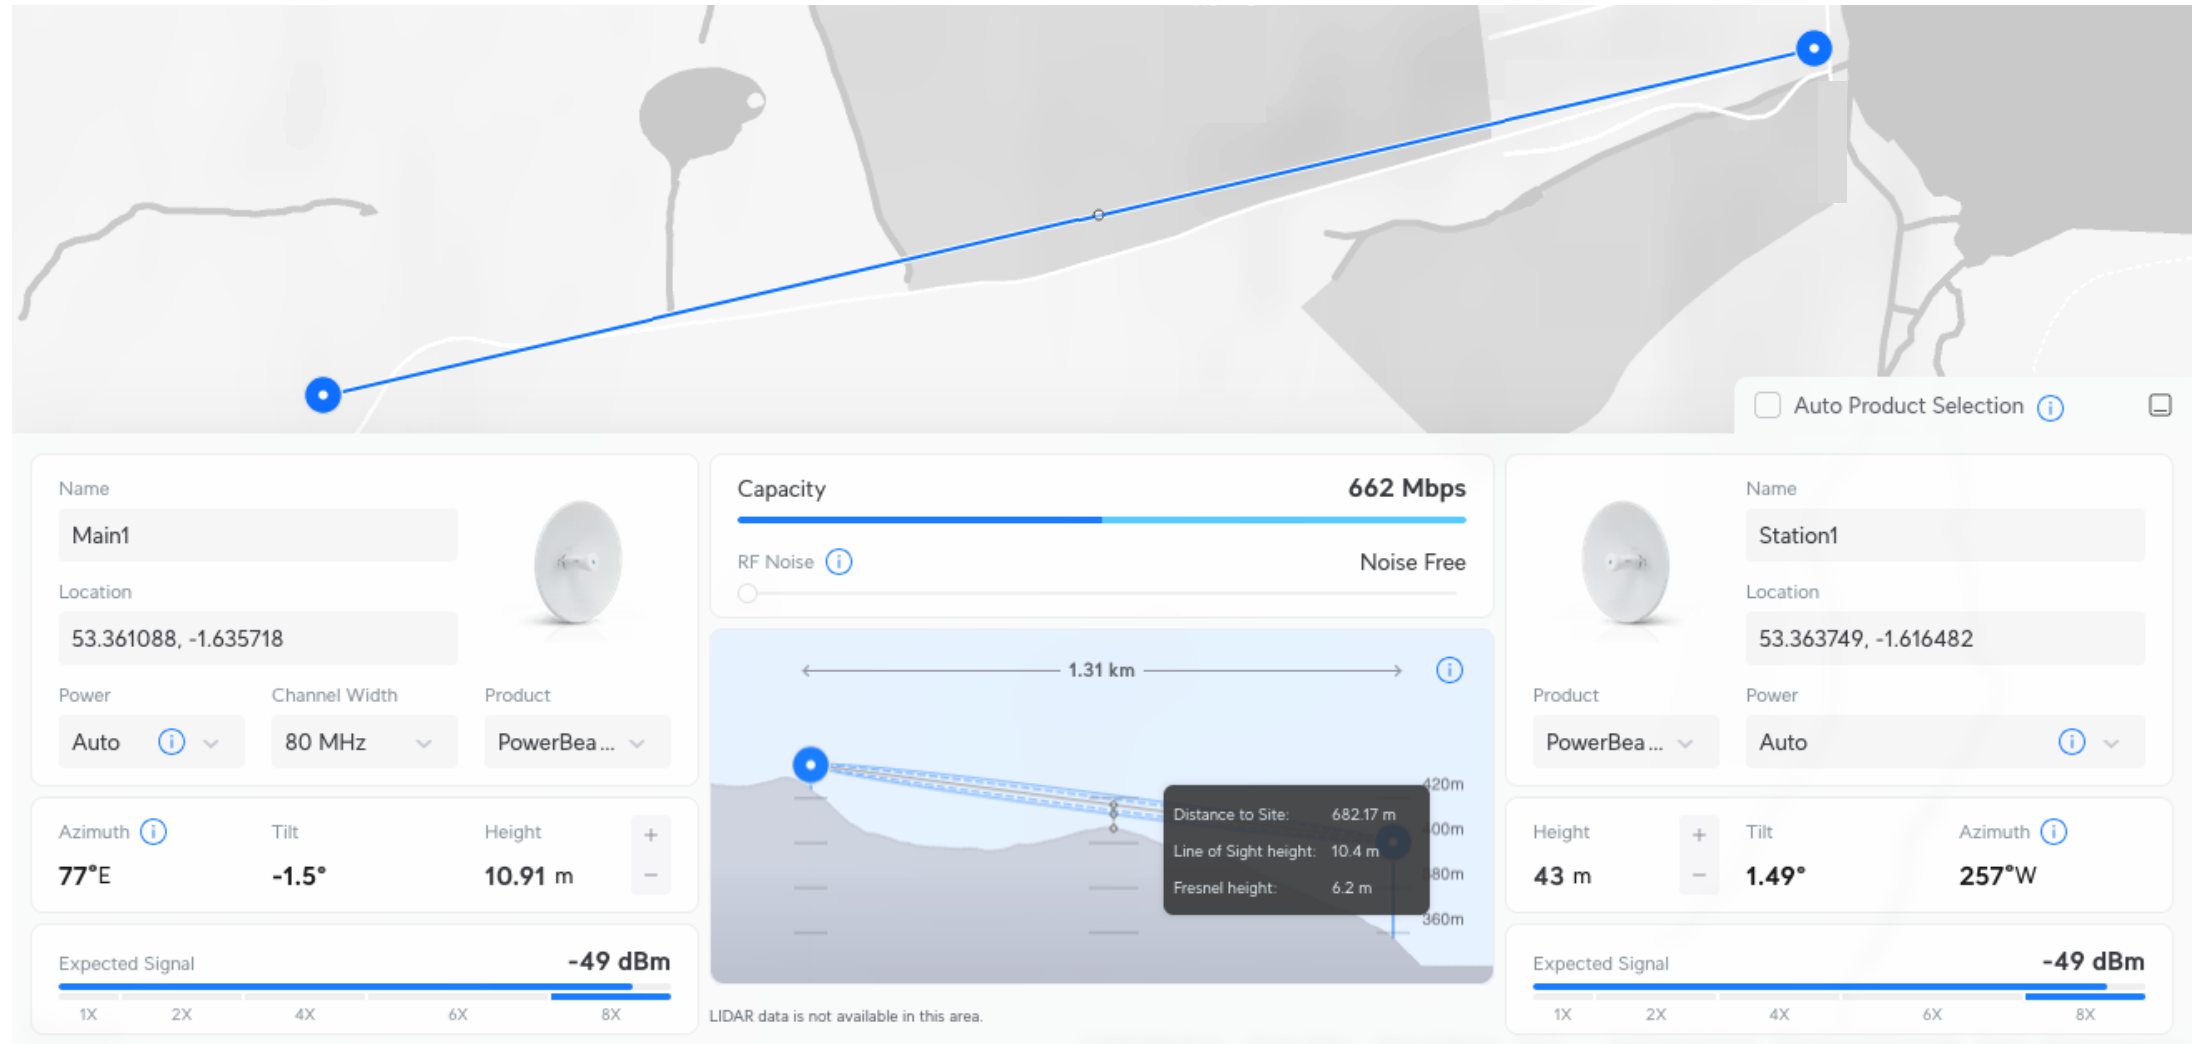 Auto Product Selection
Name
Main1
Location
53.361088, -1.635718
Power
Channel Width
Product
Auto
80 MHz
PowerBea...
Azimuth
Tilt
Height
+
77°E
-1.5°
10.91 m
−
Expected Signal
-49 dBm
1X
2X
4X
6X
8X
Capacity
662 Mbps
RF Noise
Noise Free
1.31 km
420m
400m
Distance to Site: 682.17 m
Line of Sight height: 10.4 m
Fresnel height: 6.2 m
380m
360m
LIDAR data is not available in this area.
Name
Station1
Location
53.363749, -1.616482
Product
Power
PowerBea...
Auto
Height
+
Tilt
Azimuth
43 m
−
1.49°
257°W
Expected Signal
-49 dBm
1X
2X
4X
6X
8X